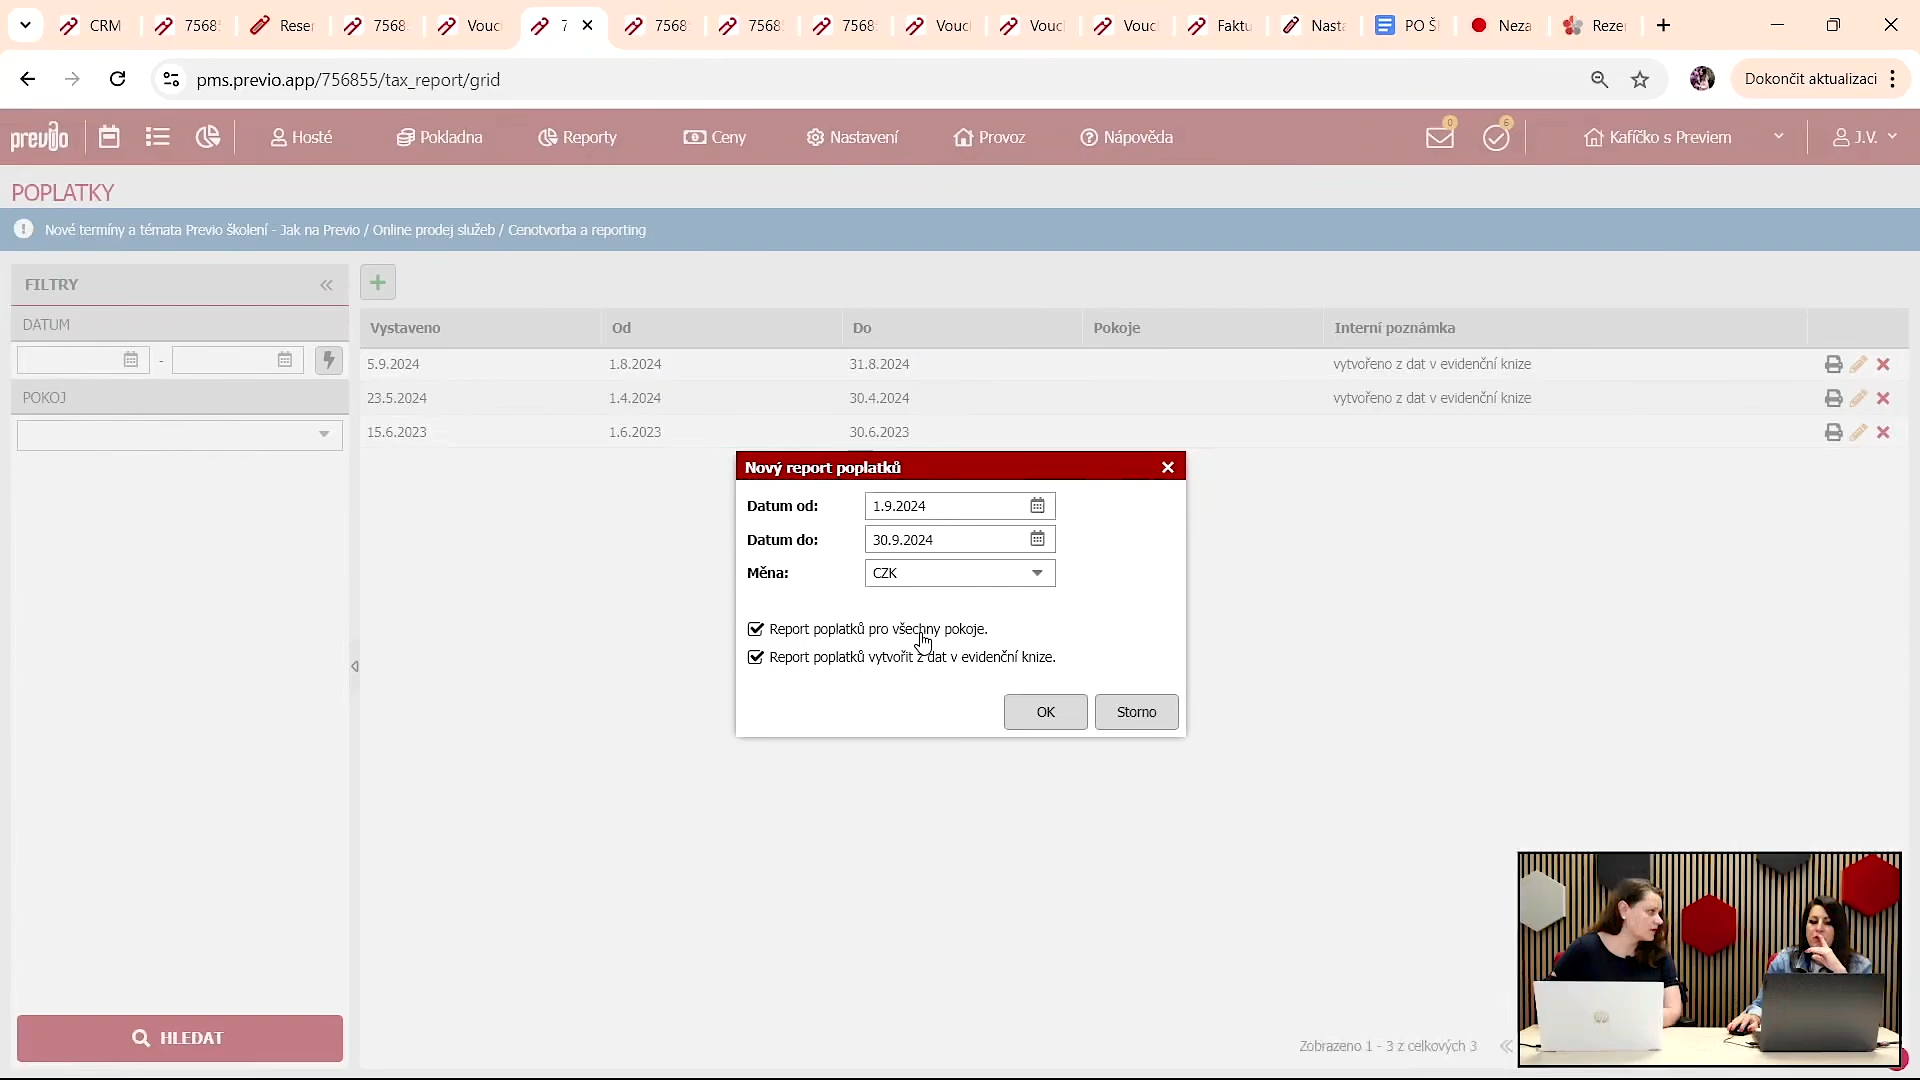 CRM
7568
Rese
7568
Vouc
7
7568
7568
7568
Vouc
Vouc
Vouc
Faktu
Nasta
PO Š
Neza
Rezer
pms.previo.app/756855/tax_report/grid
Dokončit aktualizaci
previo
Hosté
Pokladna
Reporty
Ceny
Nastavení
Provoz
Nápověda
0
6
Kafíčko s Previem
J.V.
POPLATKY
Nové termíny a témata Previo školení - Jak na Previo / Online prodej služeb / Cenotvorba a reporting
FILTRY
DATUM
-
POKOJ
HLEDAT
Vystaveno Od Do Pokoje Interní poznámka
5.9.2024 1.8.2024 31.8.2024 vytvořeno z dat v evidenční knize
23.5.2024 1.4.2024 30.4.2024 vytvořeno z dat v evidenční knize
15.6.2023 1.6.2023 30.6.2023
Nový report poplatků
Datum od: 1.9.2024
Datum do: 30.9.2024
Měna: CZK
Report poplatků pro všechny pokoje.
Report poplatků vytvořit z dat v evidenční knize.
OK Storno
Zobrazeno 1 - 3 z celkových 3
hp